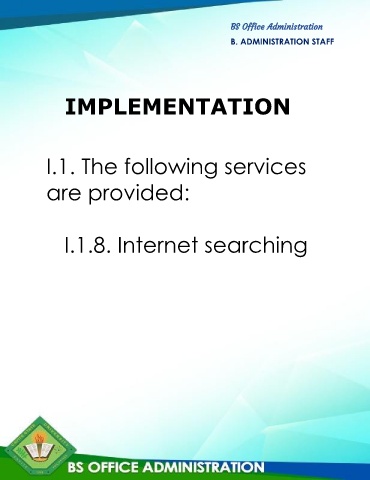 BS Office Administration
B. ADMINISTRATION STAFF
IMPLEMENTATION
I.1. The following services
are provided:
I.1.8. Internet searching
BS OFFICE ADMINISTRATION